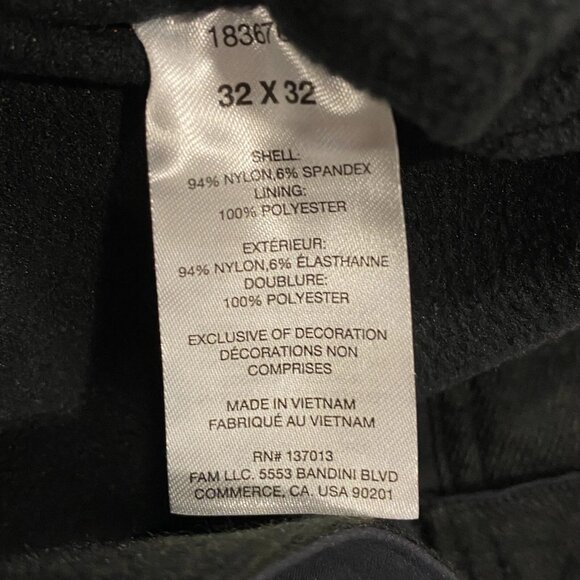 32 X 32
SHELL:
94% NYLON,6% SPANDEX
LINING:
100% POLYESTER
EXTÉRIEUR:
94% NYLON,6% ÉLASTHANNE
DOUBLURE:
100% POLYESTER
EXCLUSIVE OF DECORATION
DÉCORATIONS NON
COMPRISES
MADE IN VIETNAM
FABRIQUÉ AU VIETNAM
RN# 137013
FAM LLC. 5553 BANDINI BLVD
COMMERCE, CA. USA 90201